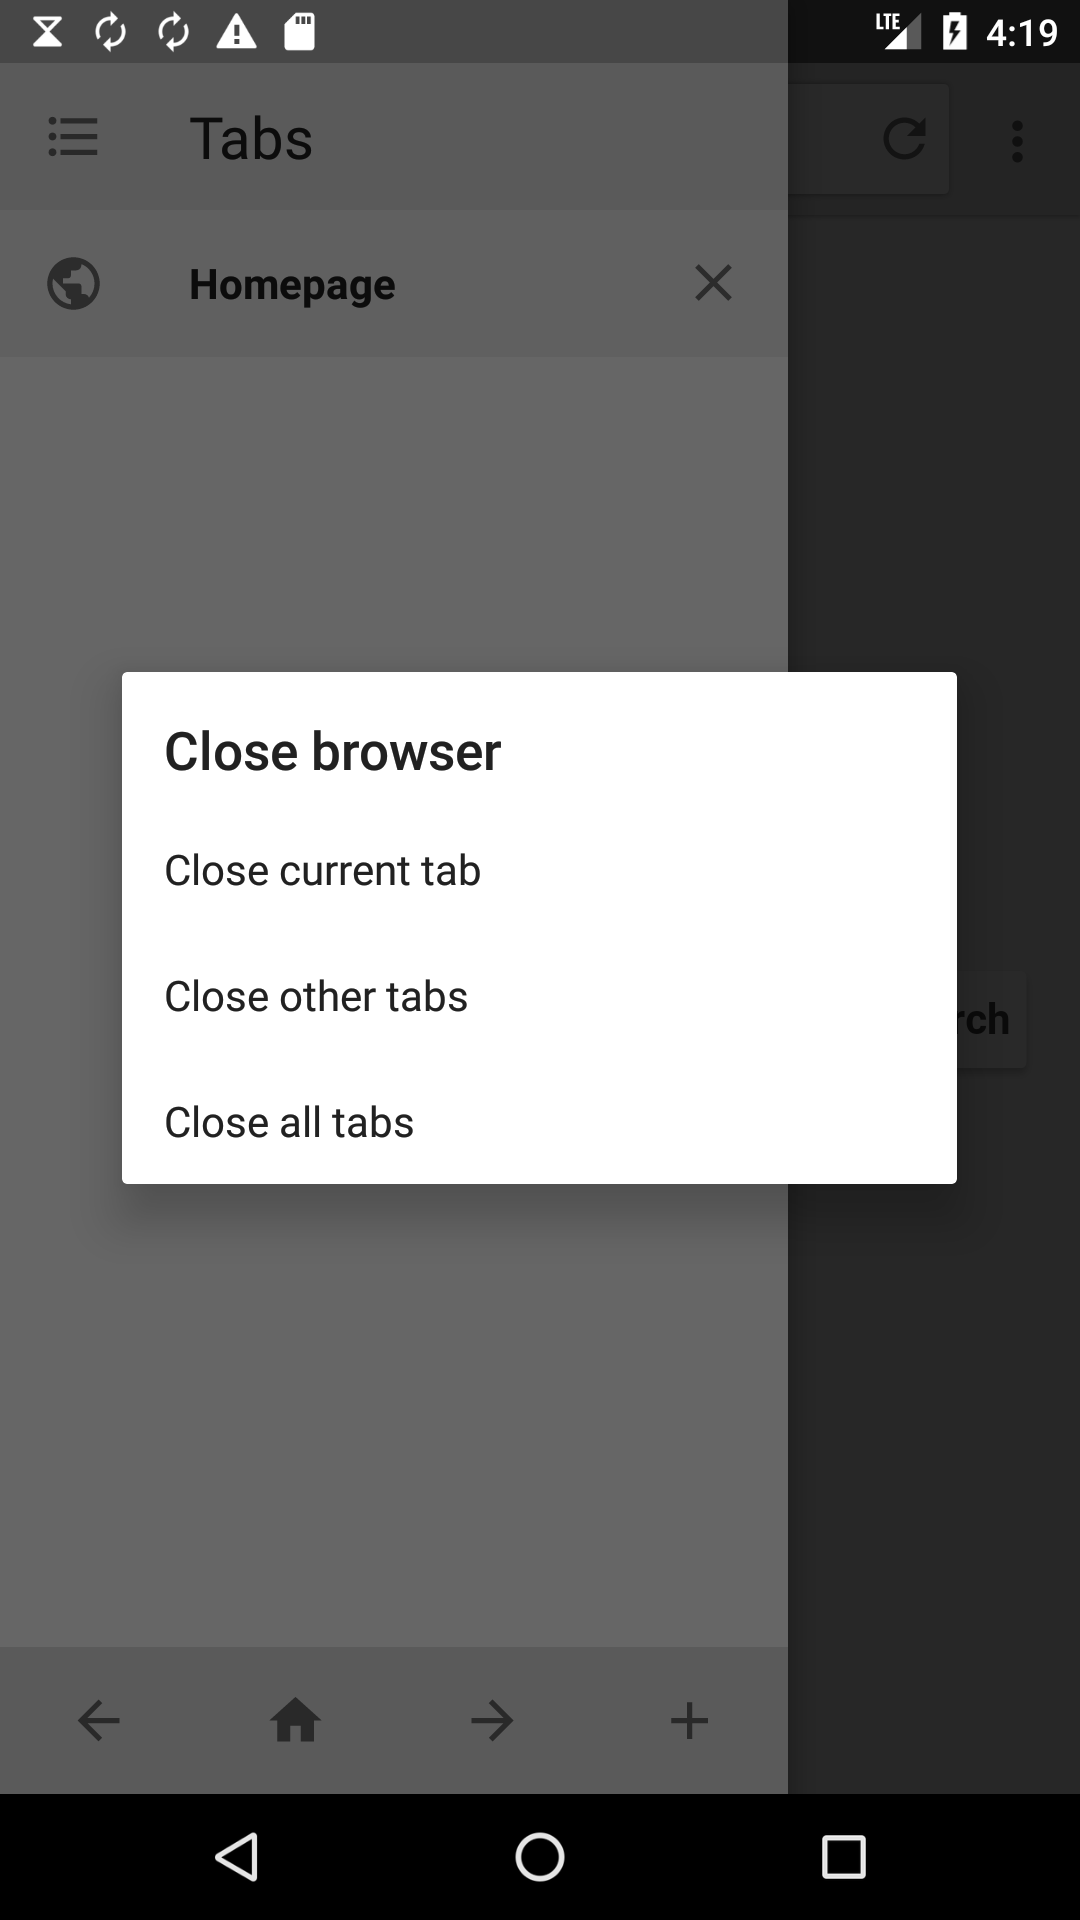 LTE 4:19
Tabs
Homepage
Close browser
Close current tab
Close other tabs
rch
Close all tabs